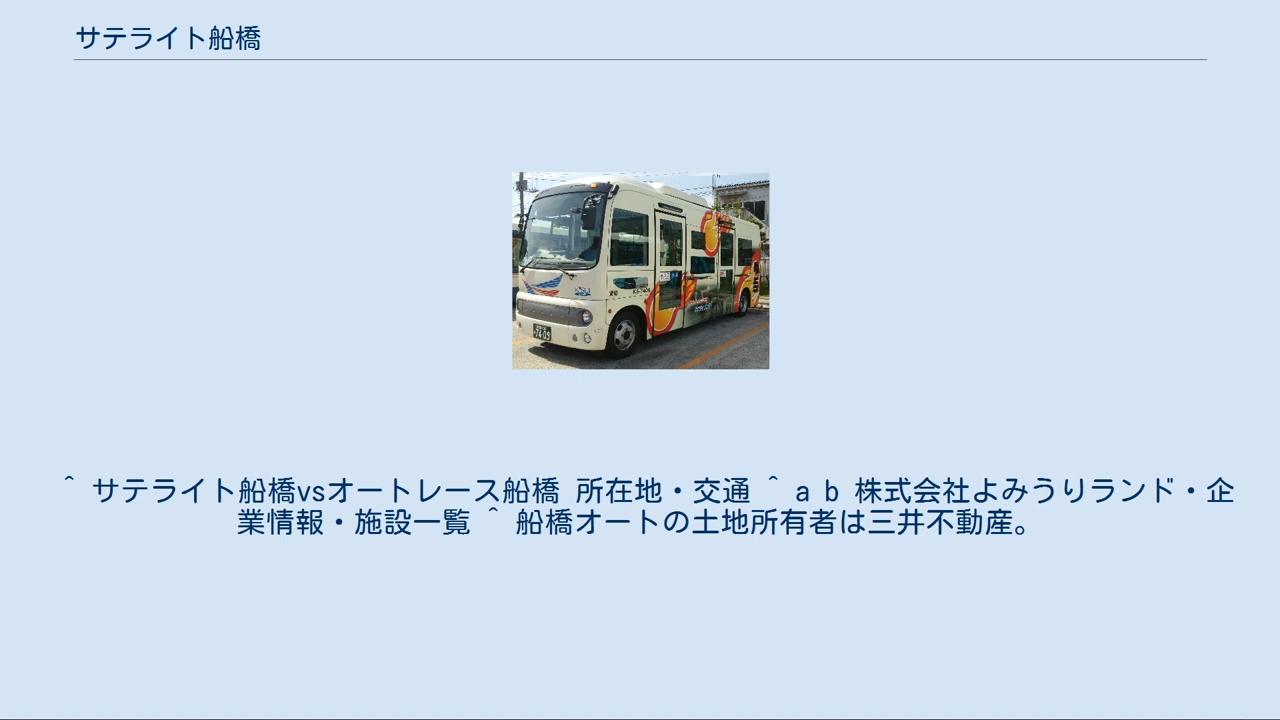 サテライト船橋
^ サテライト船橋vsオートレース船橋 所在地・交通 ^ a b 株式会社よみうりランド・企
業情報・施設一覧 ^ 船橋オートの土地所有者は三井不動産。